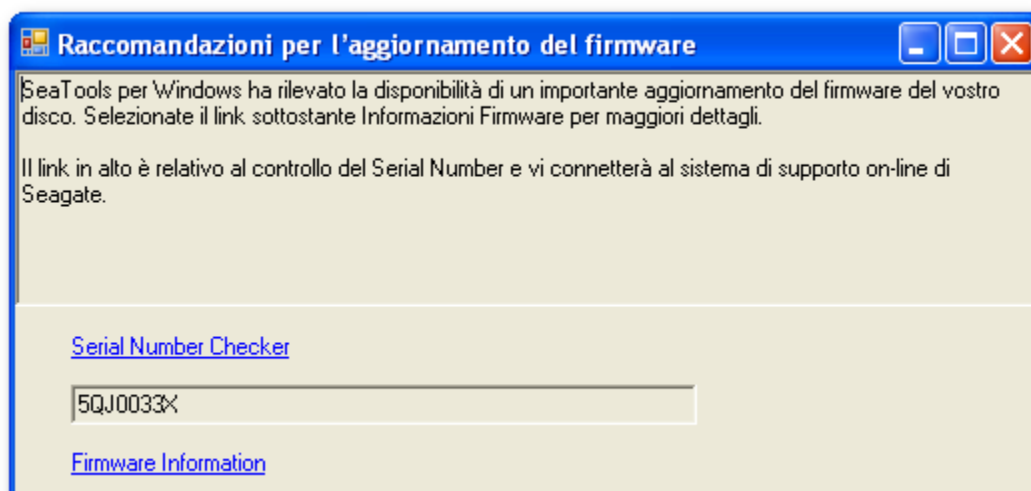 Raccomandazioni per l'aggiornamento del firmware
SeaTools per Windows ha rilevato la disponibilità di un importante aggiornamento del firmware del vostro
disco. Selezionate il link sottostante Informazioni Firmware per maggiori dettagli.
Il link in alto è relativo al controllo del Serial Number e vi connetterà al sistema di supporto on-line di
Seagate.
Serial Number Checker
5QJ0033X
Firmware Information